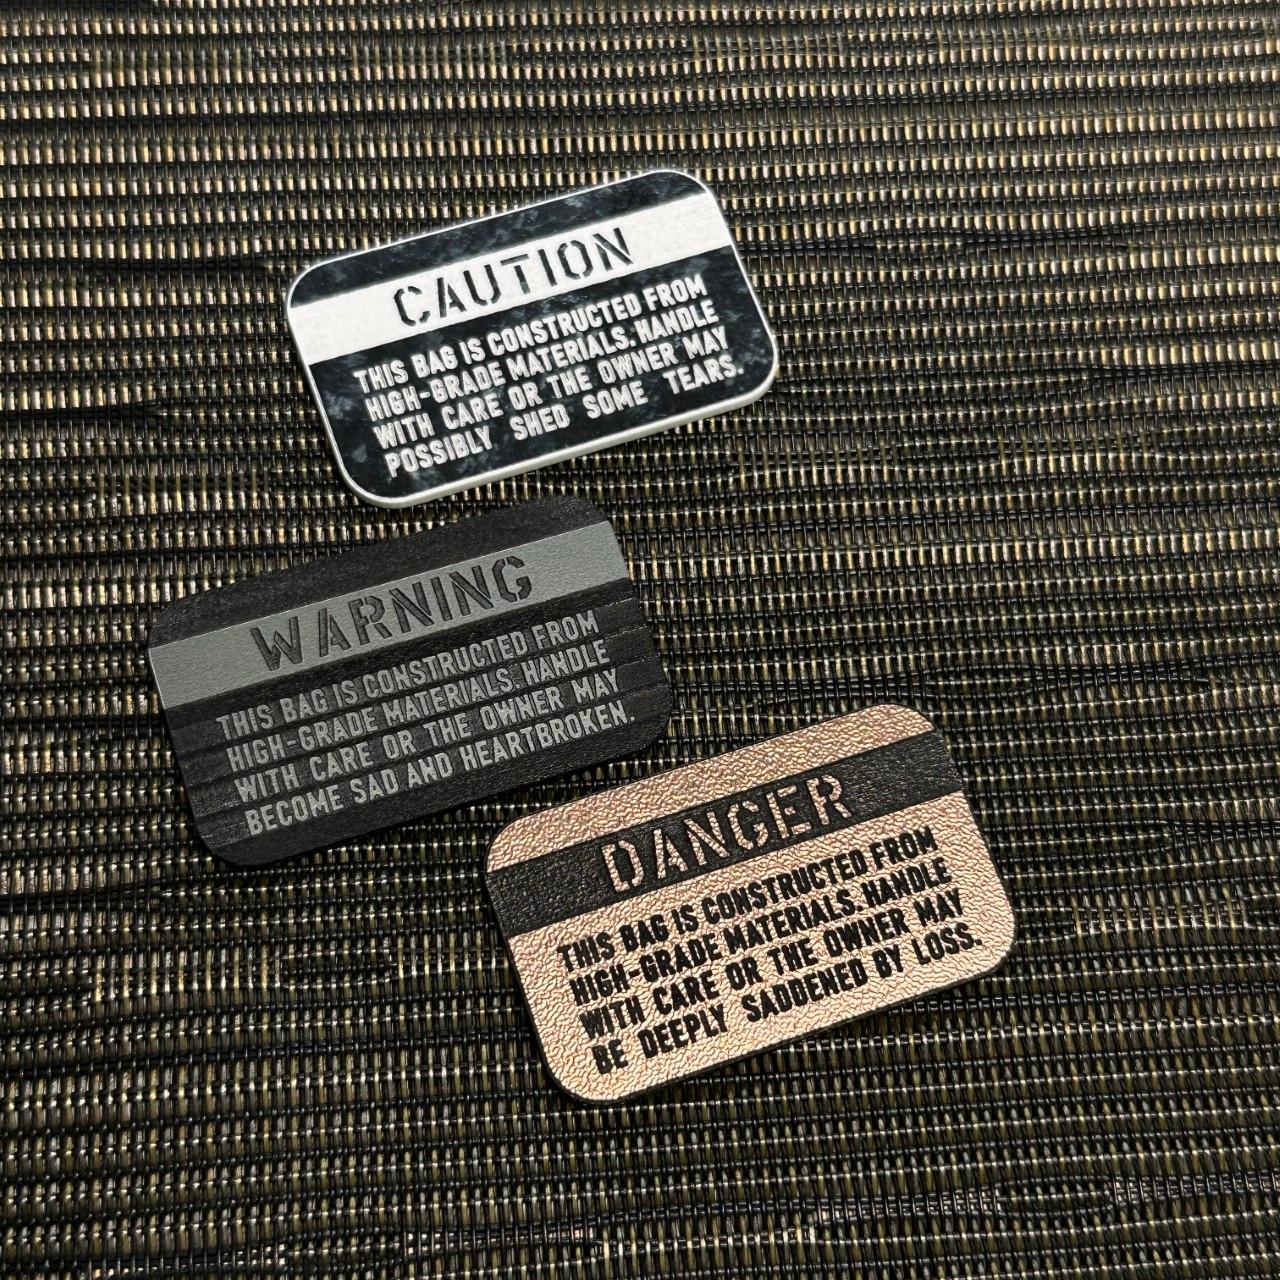 CAUTION
THIS BAG IS CONSTRUCTED FROM
HIGH-GRADE MATERIALS. HANDLE
WITH CARE OR THE OWNER MAY
POSSIBLY SHED SOME TEARS.
WARNING
THIS BAG IS CONSTRUCTED FROM
HIGH-GRADE MATERIALS. HANDLE
WITH CARE OR THE OWNER MAY
BECOME SAD AND HEARTBROKEN.
DANGER
THIS BAG IS CONSTRUCTED FROM
HIGH-GRADE MATERIALS. HANDLE
WITH CARE OR THE OWNER MAY
BE DEEPLY SADDENED BY LOSS.